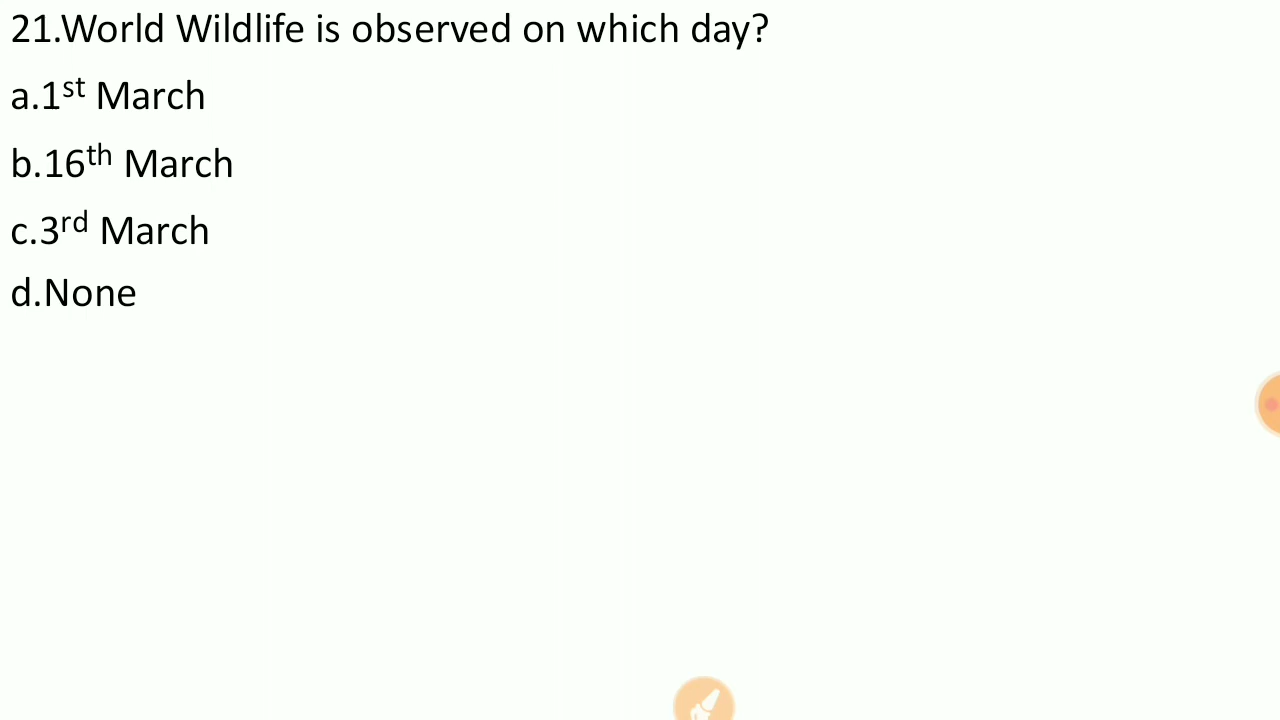 21.World Wildlife is observed on which day?
a.1st March
b.16th March
c.3rd March
d.None